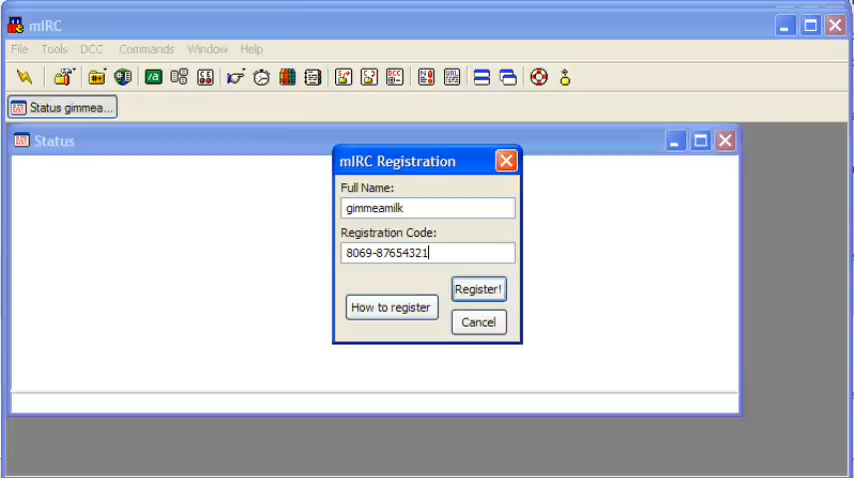 mIRC
File Tools DCC Commands Window Help
Status gimmea...
Status
mIRC Registration
Full Name:
gimmeamilk
Registration Code:
8069-87654321
Register!
How to register
Cancel